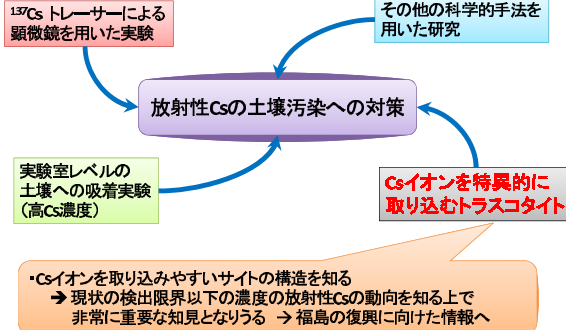 ¹³⁷Cs トレーサーによる
顕微鏡を用いた実験
その他の科学的手法を
用いた研究
放射性Csの土壌汚染への対策
実験室レベルの
土壌への吸着実験
（高Cs濃度）
Csイオンを特異的に
取り込むトラスコタイト
・Csイオンを取り込みやすいサイトの構造を知る
➔ 現状の検出限界以下の濃度の放射性Csの動向を知る上で
非常に重要な知見となりうる ➔ 福島の復興に向けた情報へ